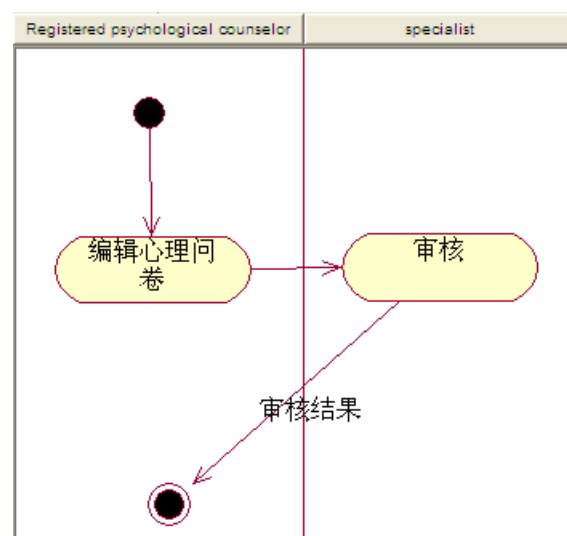 Registered psychological counselor
specialist
编辑心理问
卷
审核
审核结果